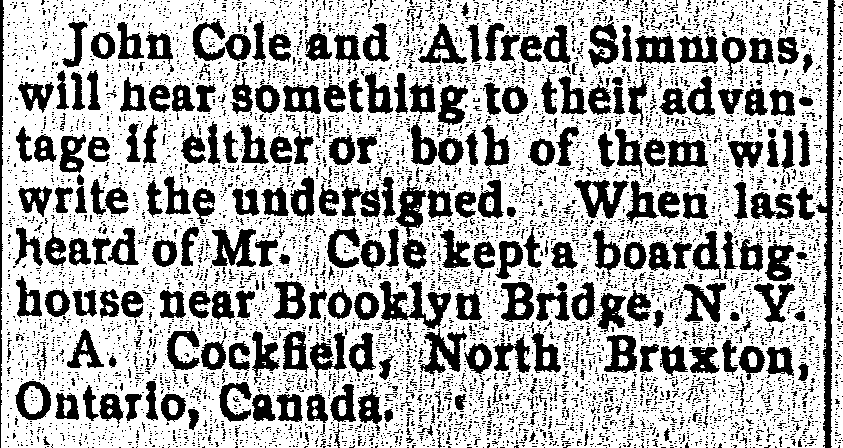 John Cole and Alfred Simmons,
will hear something to their advan-
tage if either or both of them will
write the undersigned. When last
heard of Mr. Cole kept a boarding-
house near Brooklyn Bridge, N. Y.
A. Cockfield, North Bruxton,
Ontario, Canada.